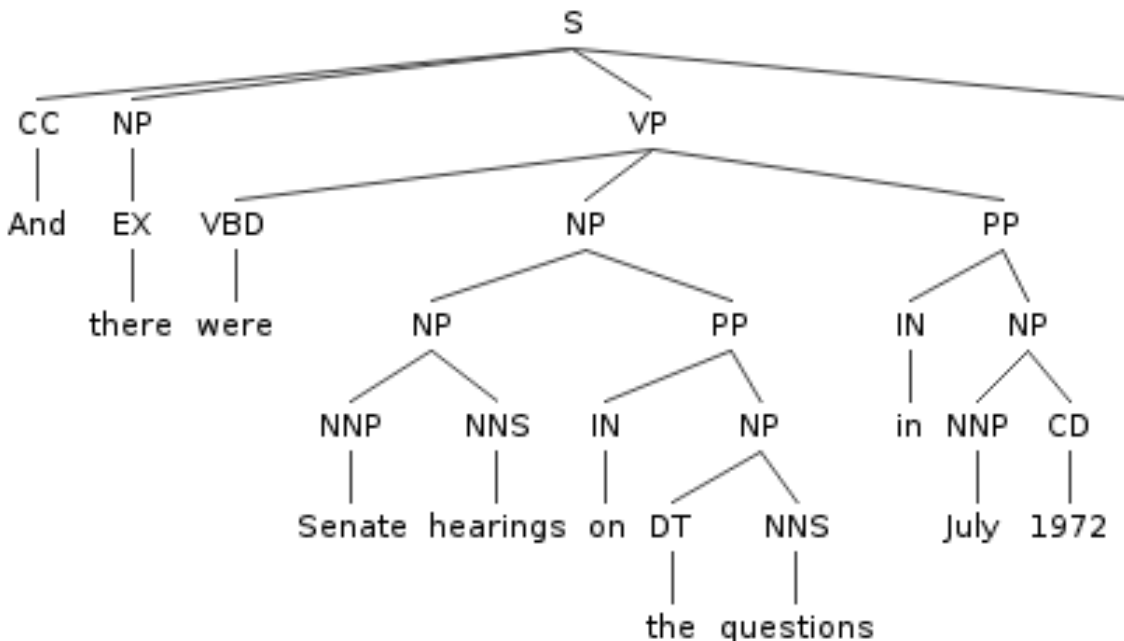 S
CC NP VP
And EX VBD NP PP
there were NP PP IN NP
NNP NNS IN NP in NNP CD
Senate hearings on DT NNS July 1972
the questions